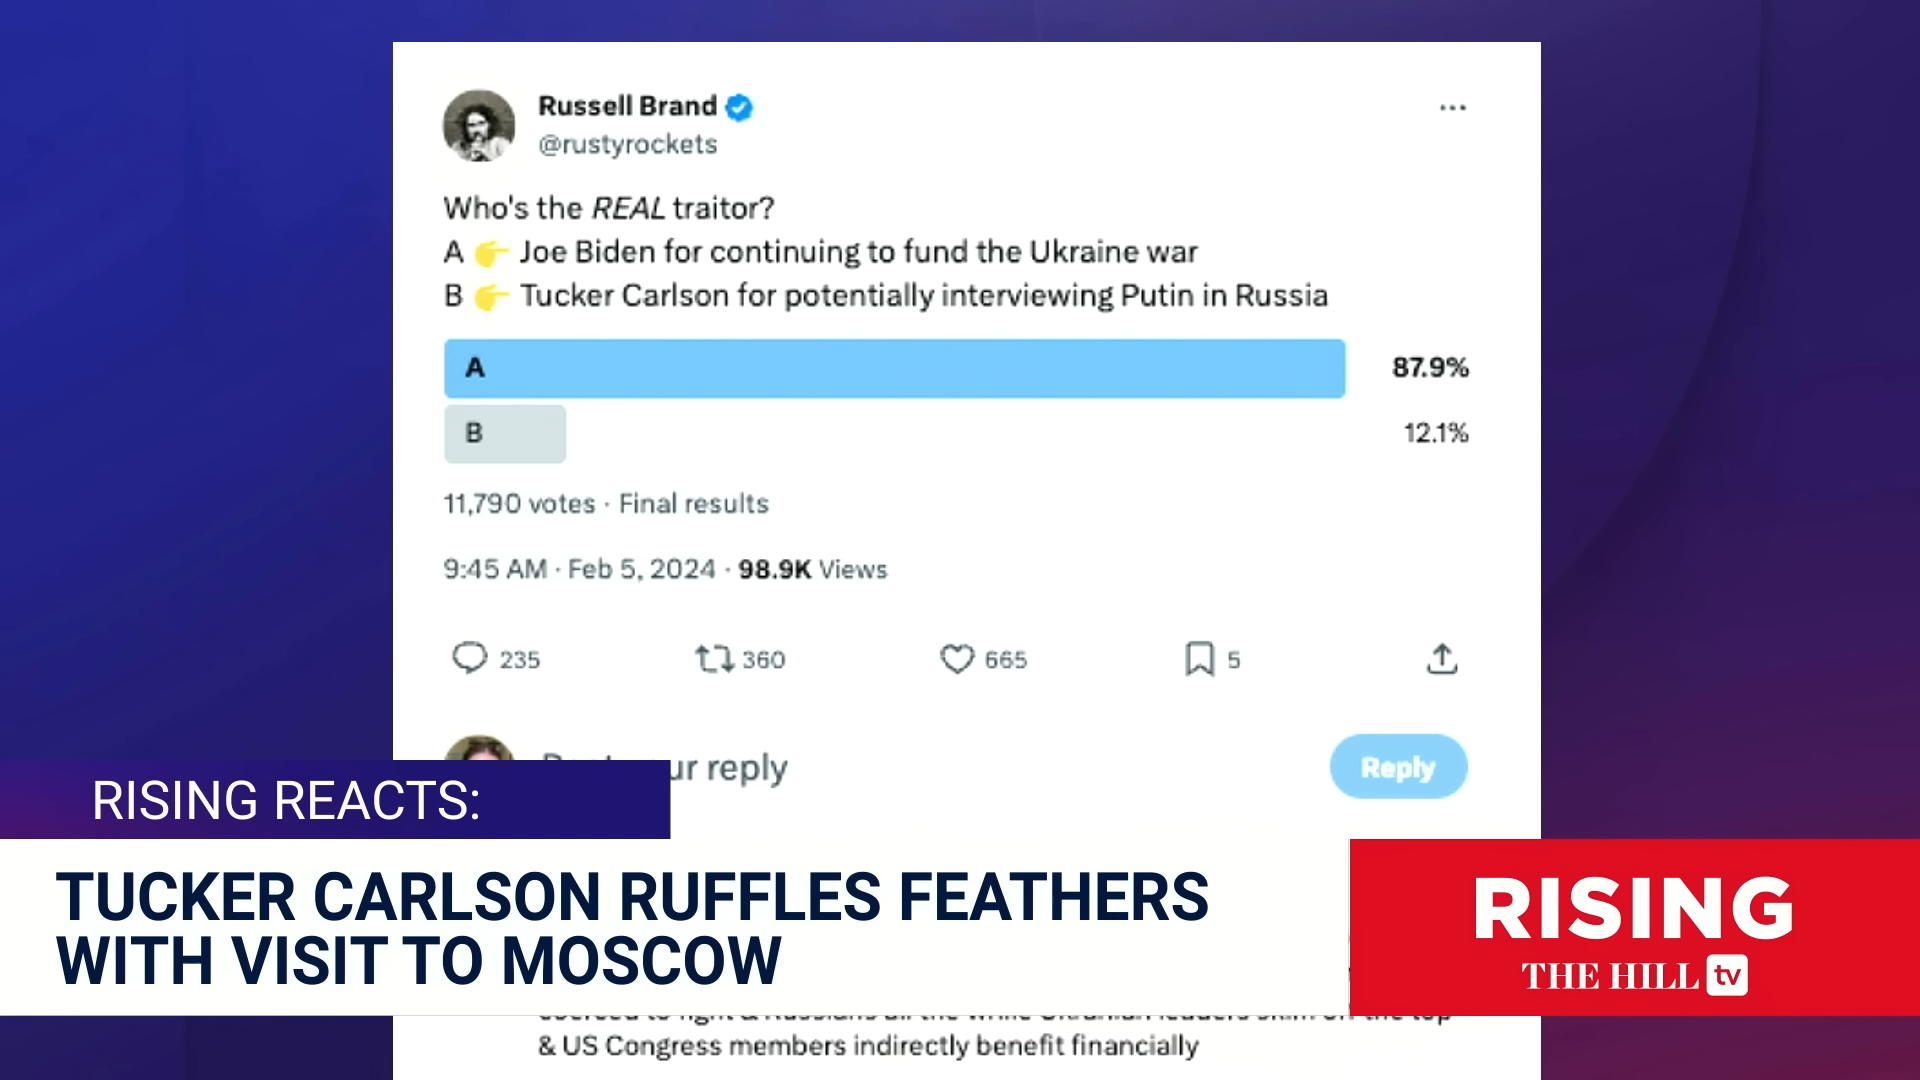 Russell Brand
@rustyrockets
Who's the REAL traitor?
A 👉 Joe Biden for continuing to fund the Ukraine war
B 👉 Tucker Carlson for potentially interviewing Putin in Russia
A 87.9%
B 12.1%
11,790 votes · Final results
9:45 AM · Feb 5, 2024 · 98.9K Views
235 360 665 5
reply
Reply
RISING REACTS:
TUCKER CARLSON RUFFLES FEATHERS
WITH VISIT TO MOSCOW
RISING
THE HILL tv
& US Congress members indirectly benefit financially